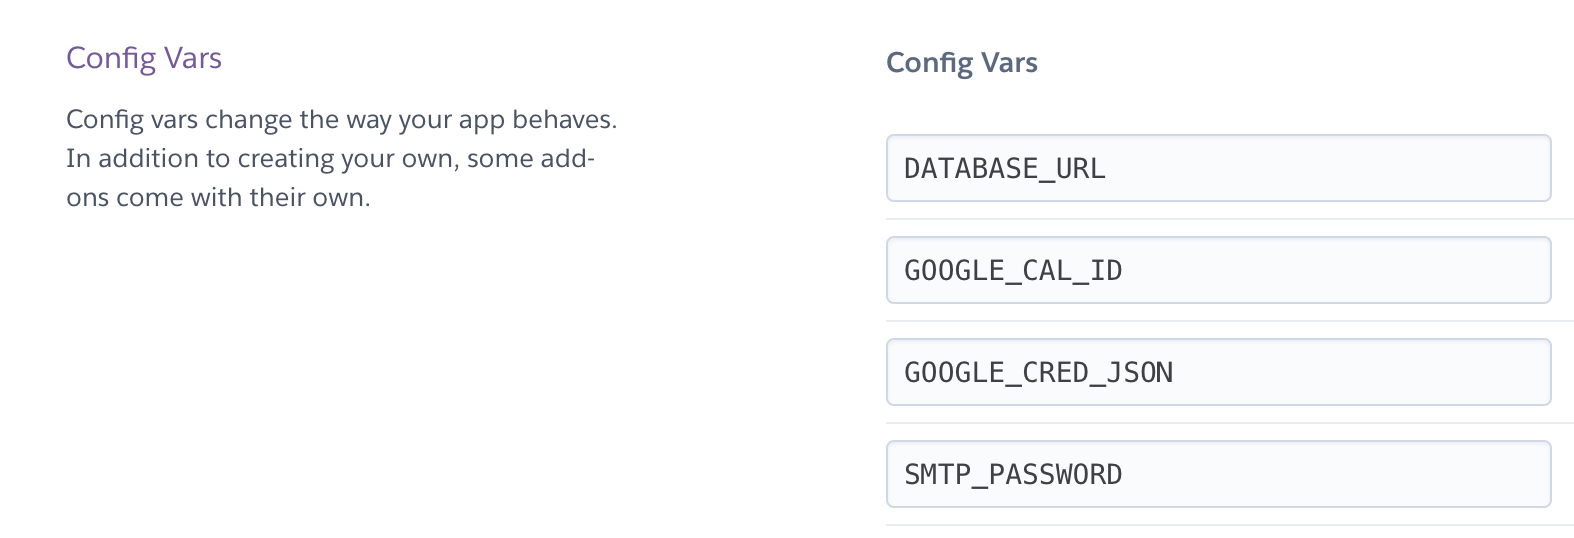 Config Vars
Config vars change the way your app behaves.
In addition to creating your own, some add-
ons come with their own.
Config Vars
DATABASE_URL
GOOGLE_CAL_ID
GOOGLE_CRED_JSON
SMTP_PASSWORD